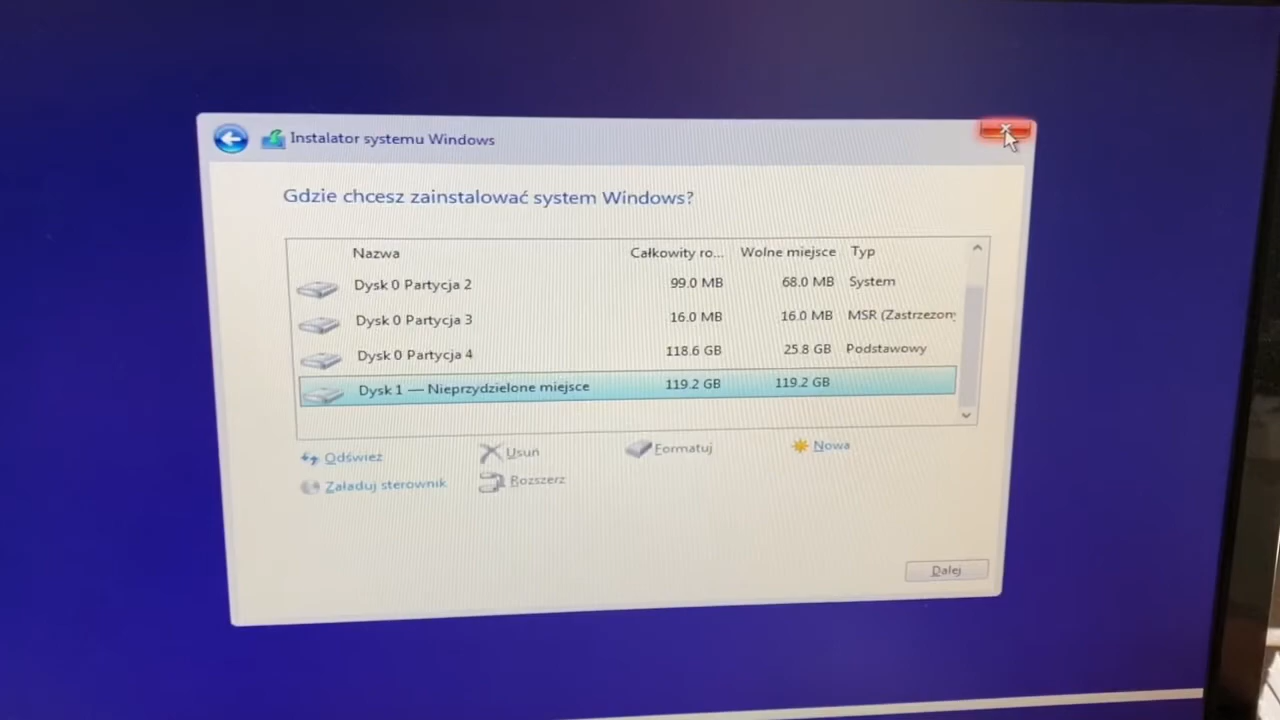 Instalator systemu Windows
Gdzie chcesz zainstalować system Windows?
Nazwa Całkowity ro... Wolne miejsce Typ
Dysk 0 Partycja 2 99.0 MB 68.0 MB System
Dysk 0 Partycja 3 16.0 MB 16.0 MB MSR (Zastrzeżony
Dysk 0 Partycja 4 118.6 GB 25.8 GB Podstawowy
Dysk 1 — Nieprzydzielone miejsce 119.2 GB 119.2 GB
Odśwież Usuń Formatuj Nowa
Załaduj sterownik Rozszerz
Dalej